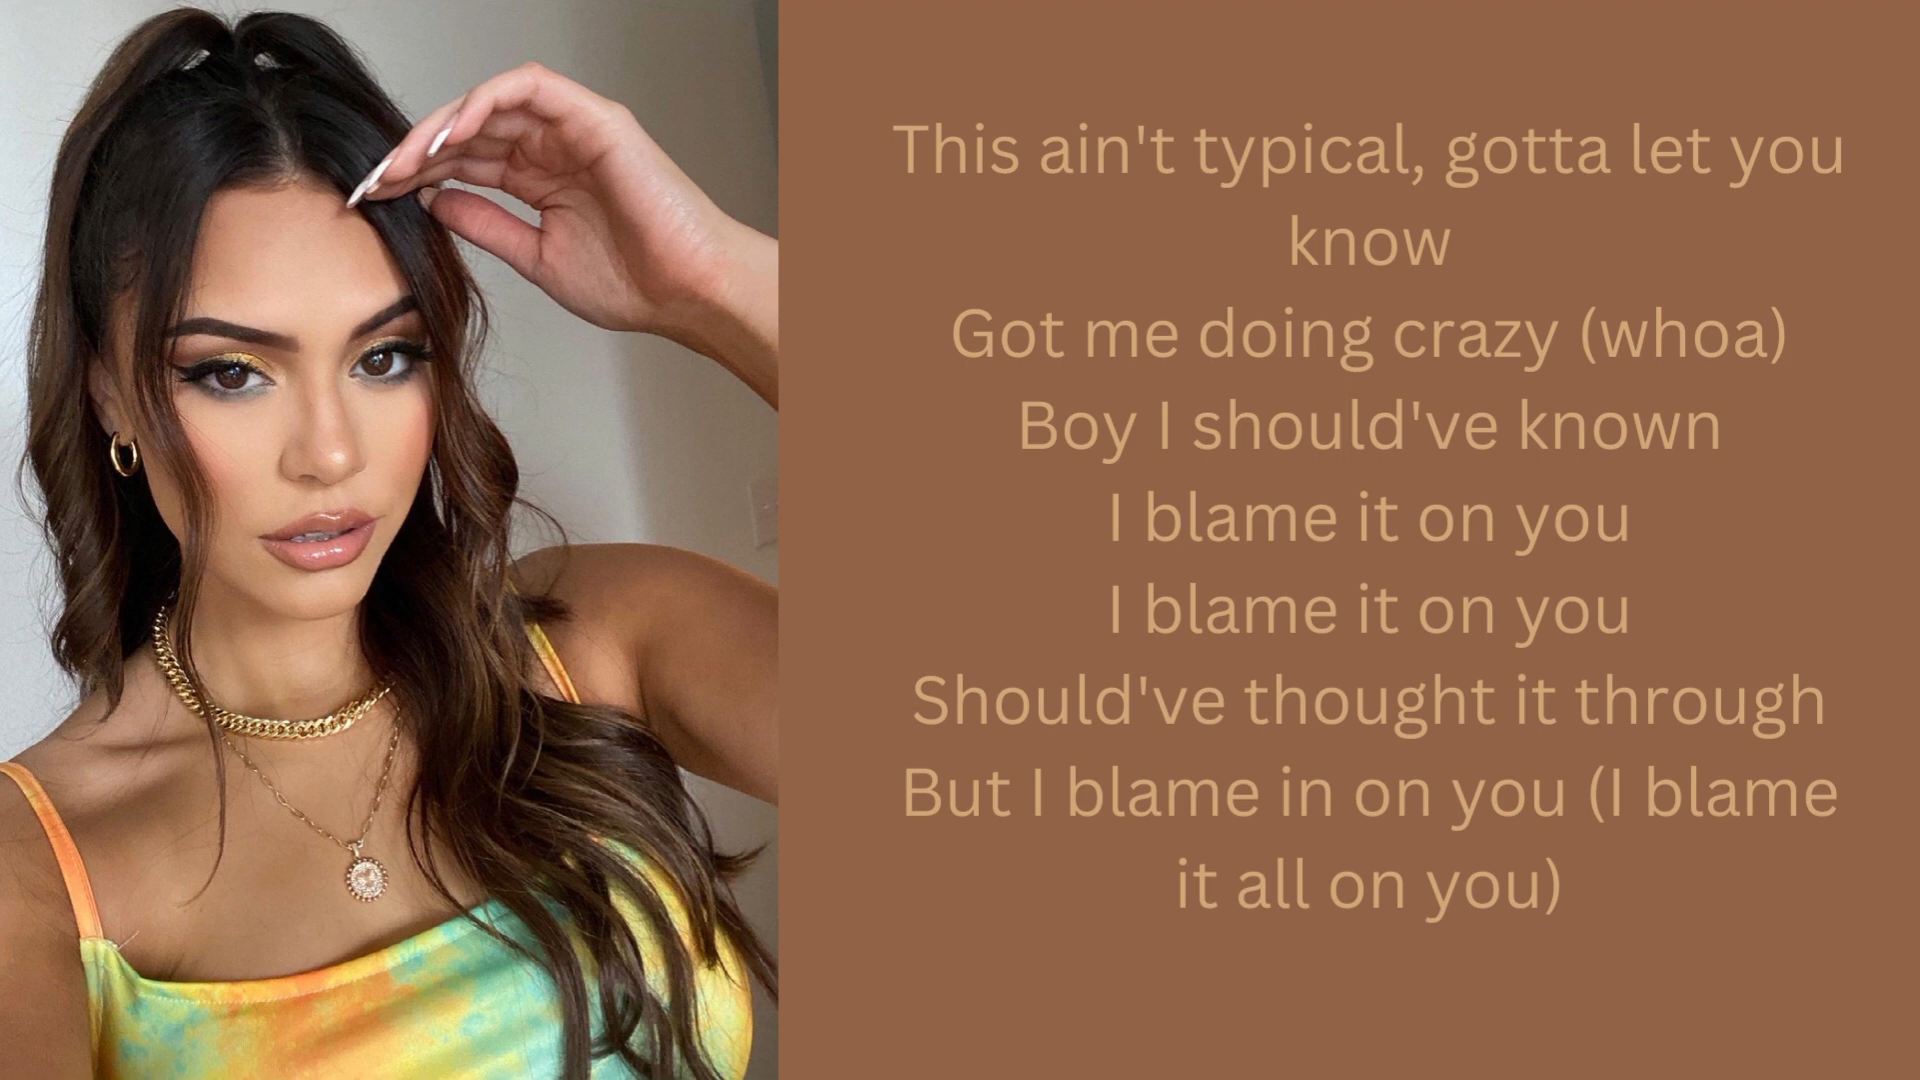 This ain't typical, gotta let you
know
Got me doing crazy (whoa)
Boy I should've known
I blame it on you
I blame it on you
Should've thought it through
But I blame in on you (I blame
it all on you)